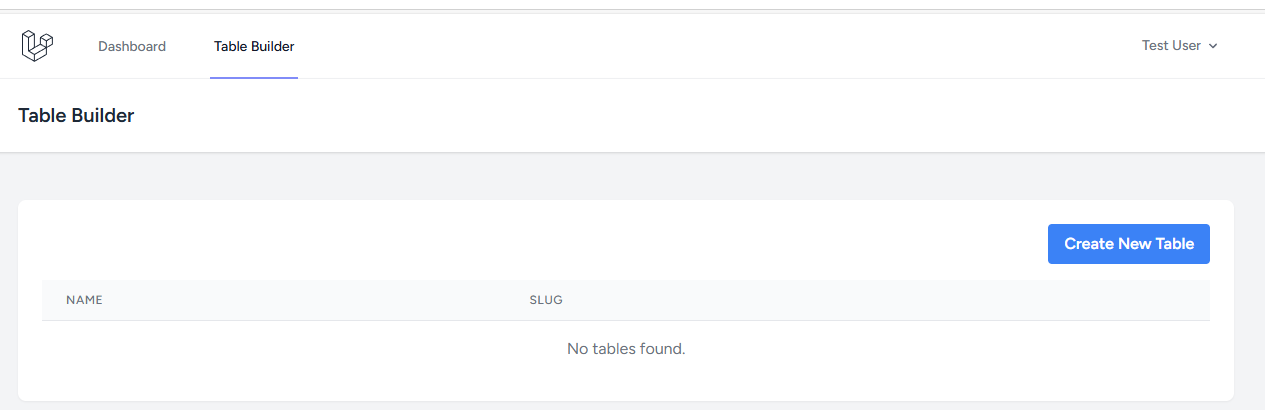 Dashboard Table Builder Test User
Table Builder
Create New Table
NAME SLUG
No tables found.